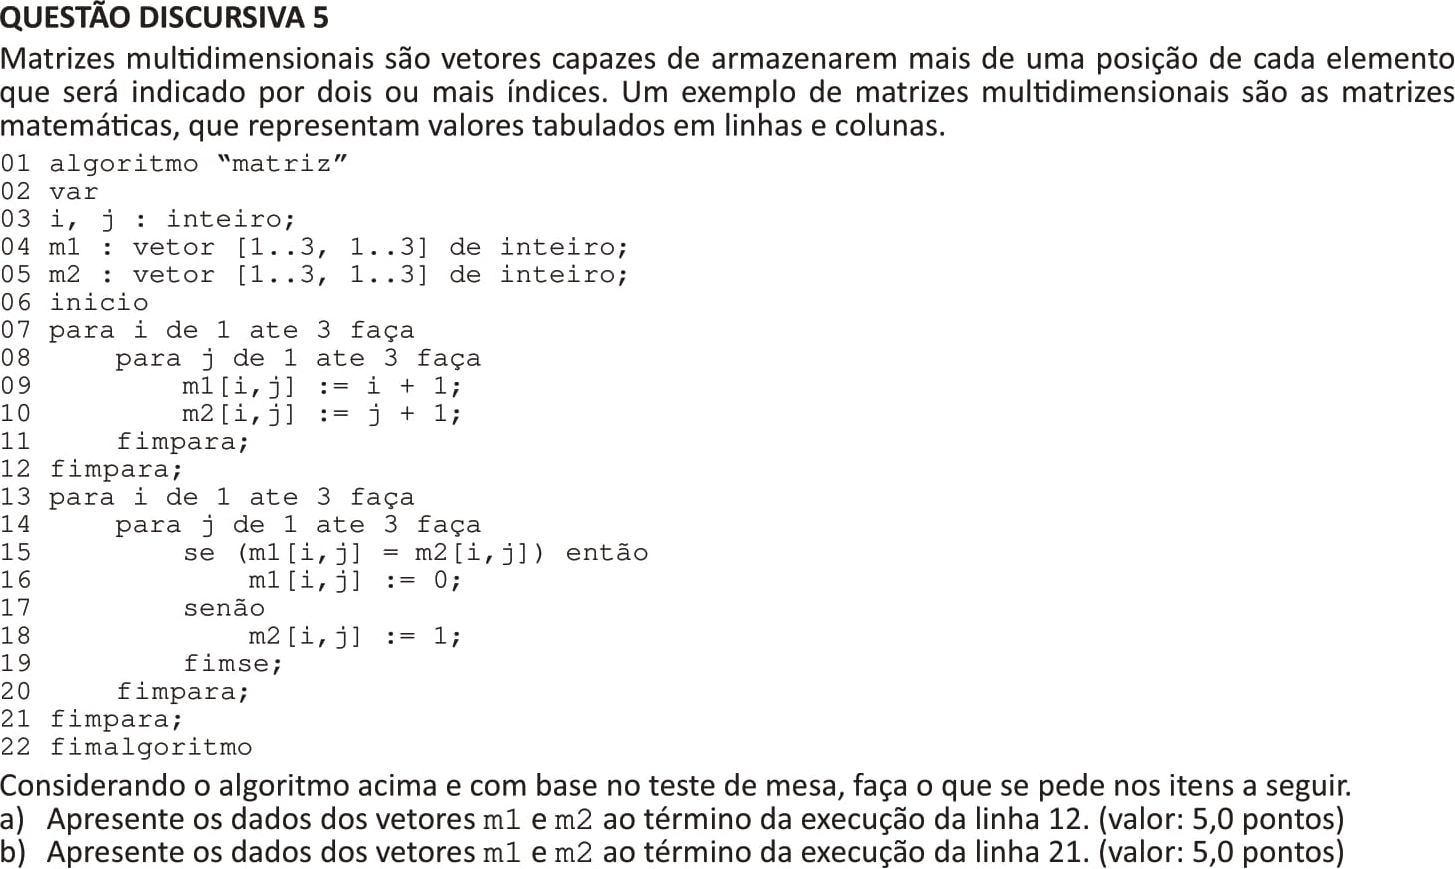 QUESTÃO DISCURSIVA 5
Matrizes multidimensionais são vetores capazes de armazenarem mais de uma posição de cada elemento
que será indicado por dois ou mais índices. Um exemplo de matrizes multidimensionais são as matrizes
matemáticas, que representam valores tabulados em linhas e colunas.
01 algoritmo “matriz”
02 var
03 i, j : inteiro;
04 m1 : vetor [1..3, 1..3] de inteiro;
05 m2 : vetor [1..3, 1..3] de inteiro;
06 inicio
07 para i de 1 ate 3 faça
08     para j de 1 ate 3 faça
09         m1[i,j] := i + 1;
10         m2[i,j] := j + 1;
11     fimpara;
12 fimpara;
13 para i de 1 ate 3 faça
14     para j de 1 ate 3 faça
15         se (m1[i,j] = m2[i,j]) então
16             m1[i,j] := 0;
17         senão
18             m2[i,j] := 1;
19         fimse;
20     fimpara;
21 fimpara;
22 fimalgoritmo
Considerando o algoritmo acima e com base no teste de mesa, faça o que se pede nos itens a seguir.
a) Apresente os dados dos vetores m1 e m2 ao término da execução da linha 12. (valor: 5,0 pontos)
b) Apresente os dados dos vetores m1 e m2 ao término da execução da linha 21. (valor: 5,0 pontos)